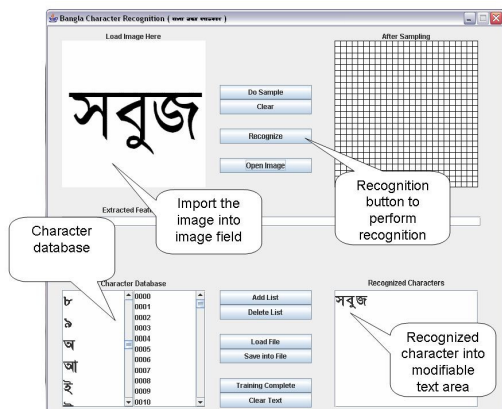 Bangla Character Recognition (
Load Image Here
After Sampling
সবুজ
Do Sample
Clear
Recognize
Open Image
Import the
image into
image field
Recognition
button to
perform
recognition
Character
database
Character Database
Recognized Characters
৮
৯
অ
আ
ই
0000
0001
0002
0003
0004
0005
0006
0007
0008
0009
0010
Add List
Delete List
Load File
Save into File
Training Complete
Clear Text
সবুজ
Recognized
character into
modifiable
text area